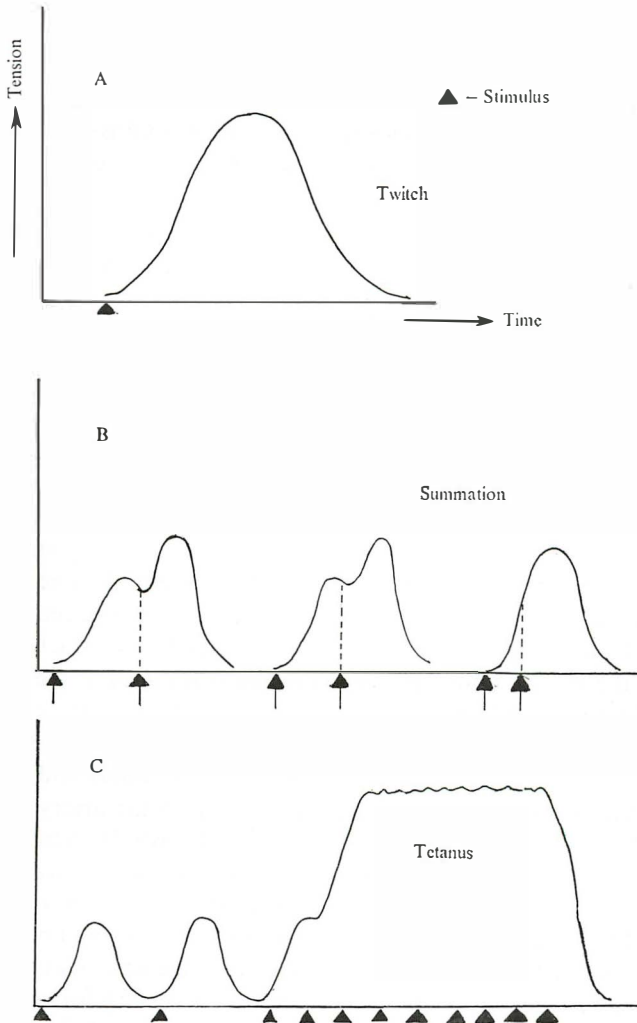 Tension
A
▲ – Stimulus
Twitch
Time
B
Summation
C
Tetanus